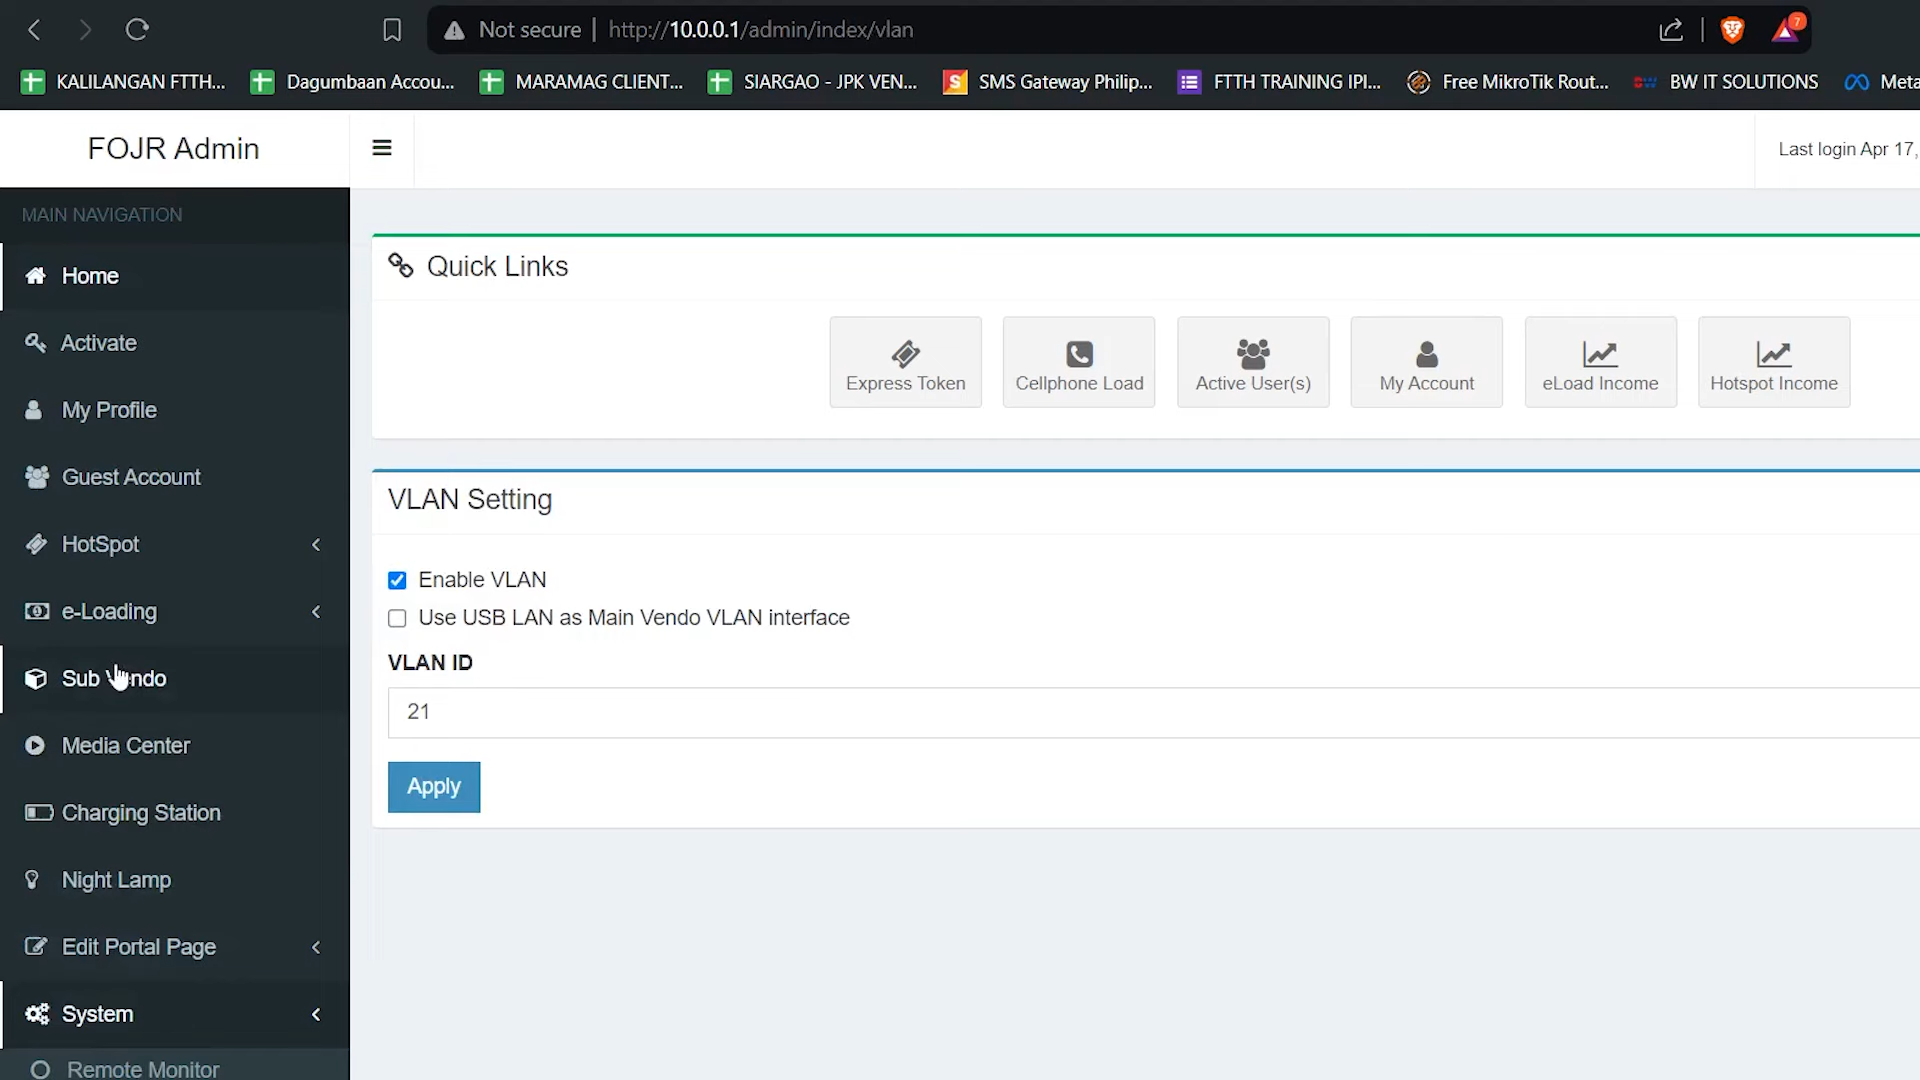 Not secure | http://10.0.0.1/admin/index/vlan
7
KALILANGAN FTTH...
Dagumbaan Accou...
MARAMAG CLIENT...
SIARGAO - JPK VEN...
SMS Gateway Philip...
FTTH TRAINING IPI...
Free MikroTik Rout...
BW IT SOLUTIONS
Meta
FOJR Admin
Last login Apr 17,
MAIN NAVIGATION
Home
Activate
My Profile
Guest Account
HotSpot
e-Loading
Sub Vendo
Media Center
Charging Station
Night Lamp
Edit Portal Page
System
Remote Monitor
Quick Links
Express Token
Cellphone Load
Active User(s)
My Account
eLoad Income
Hotspot Income
VLAN Setting
Enable VLAN
Use USB LAN as Main Vendo VLAN interface
VLAN ID
21
Apply